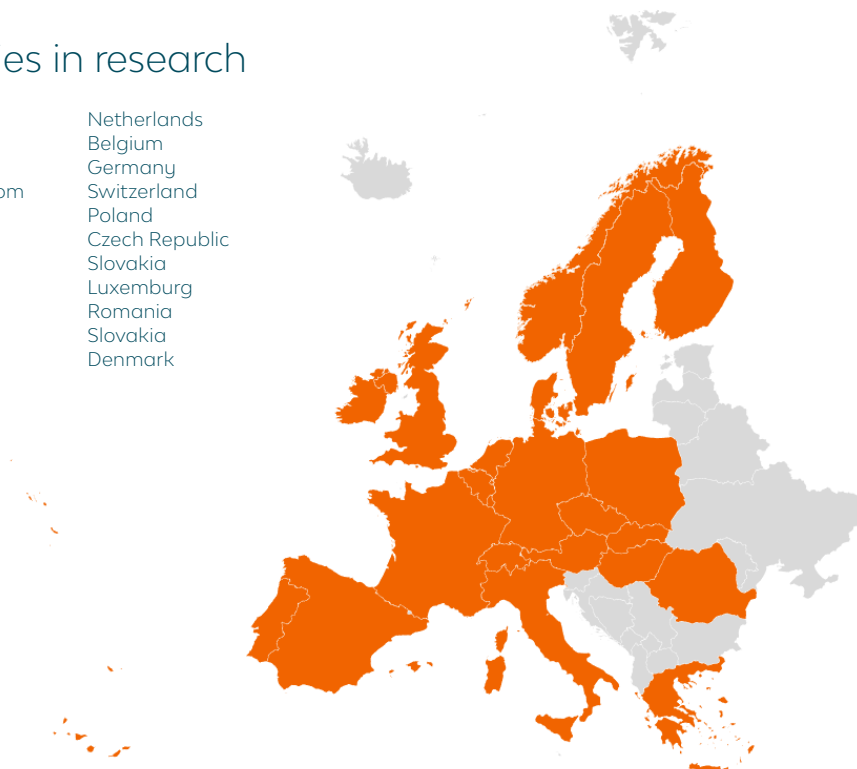 es in research
Netherlands
Belgium
Germany
om
Switzerland
Poland
Czech Republic
Slovakia
Luxemburg
Romania
Slovakia
Denmark